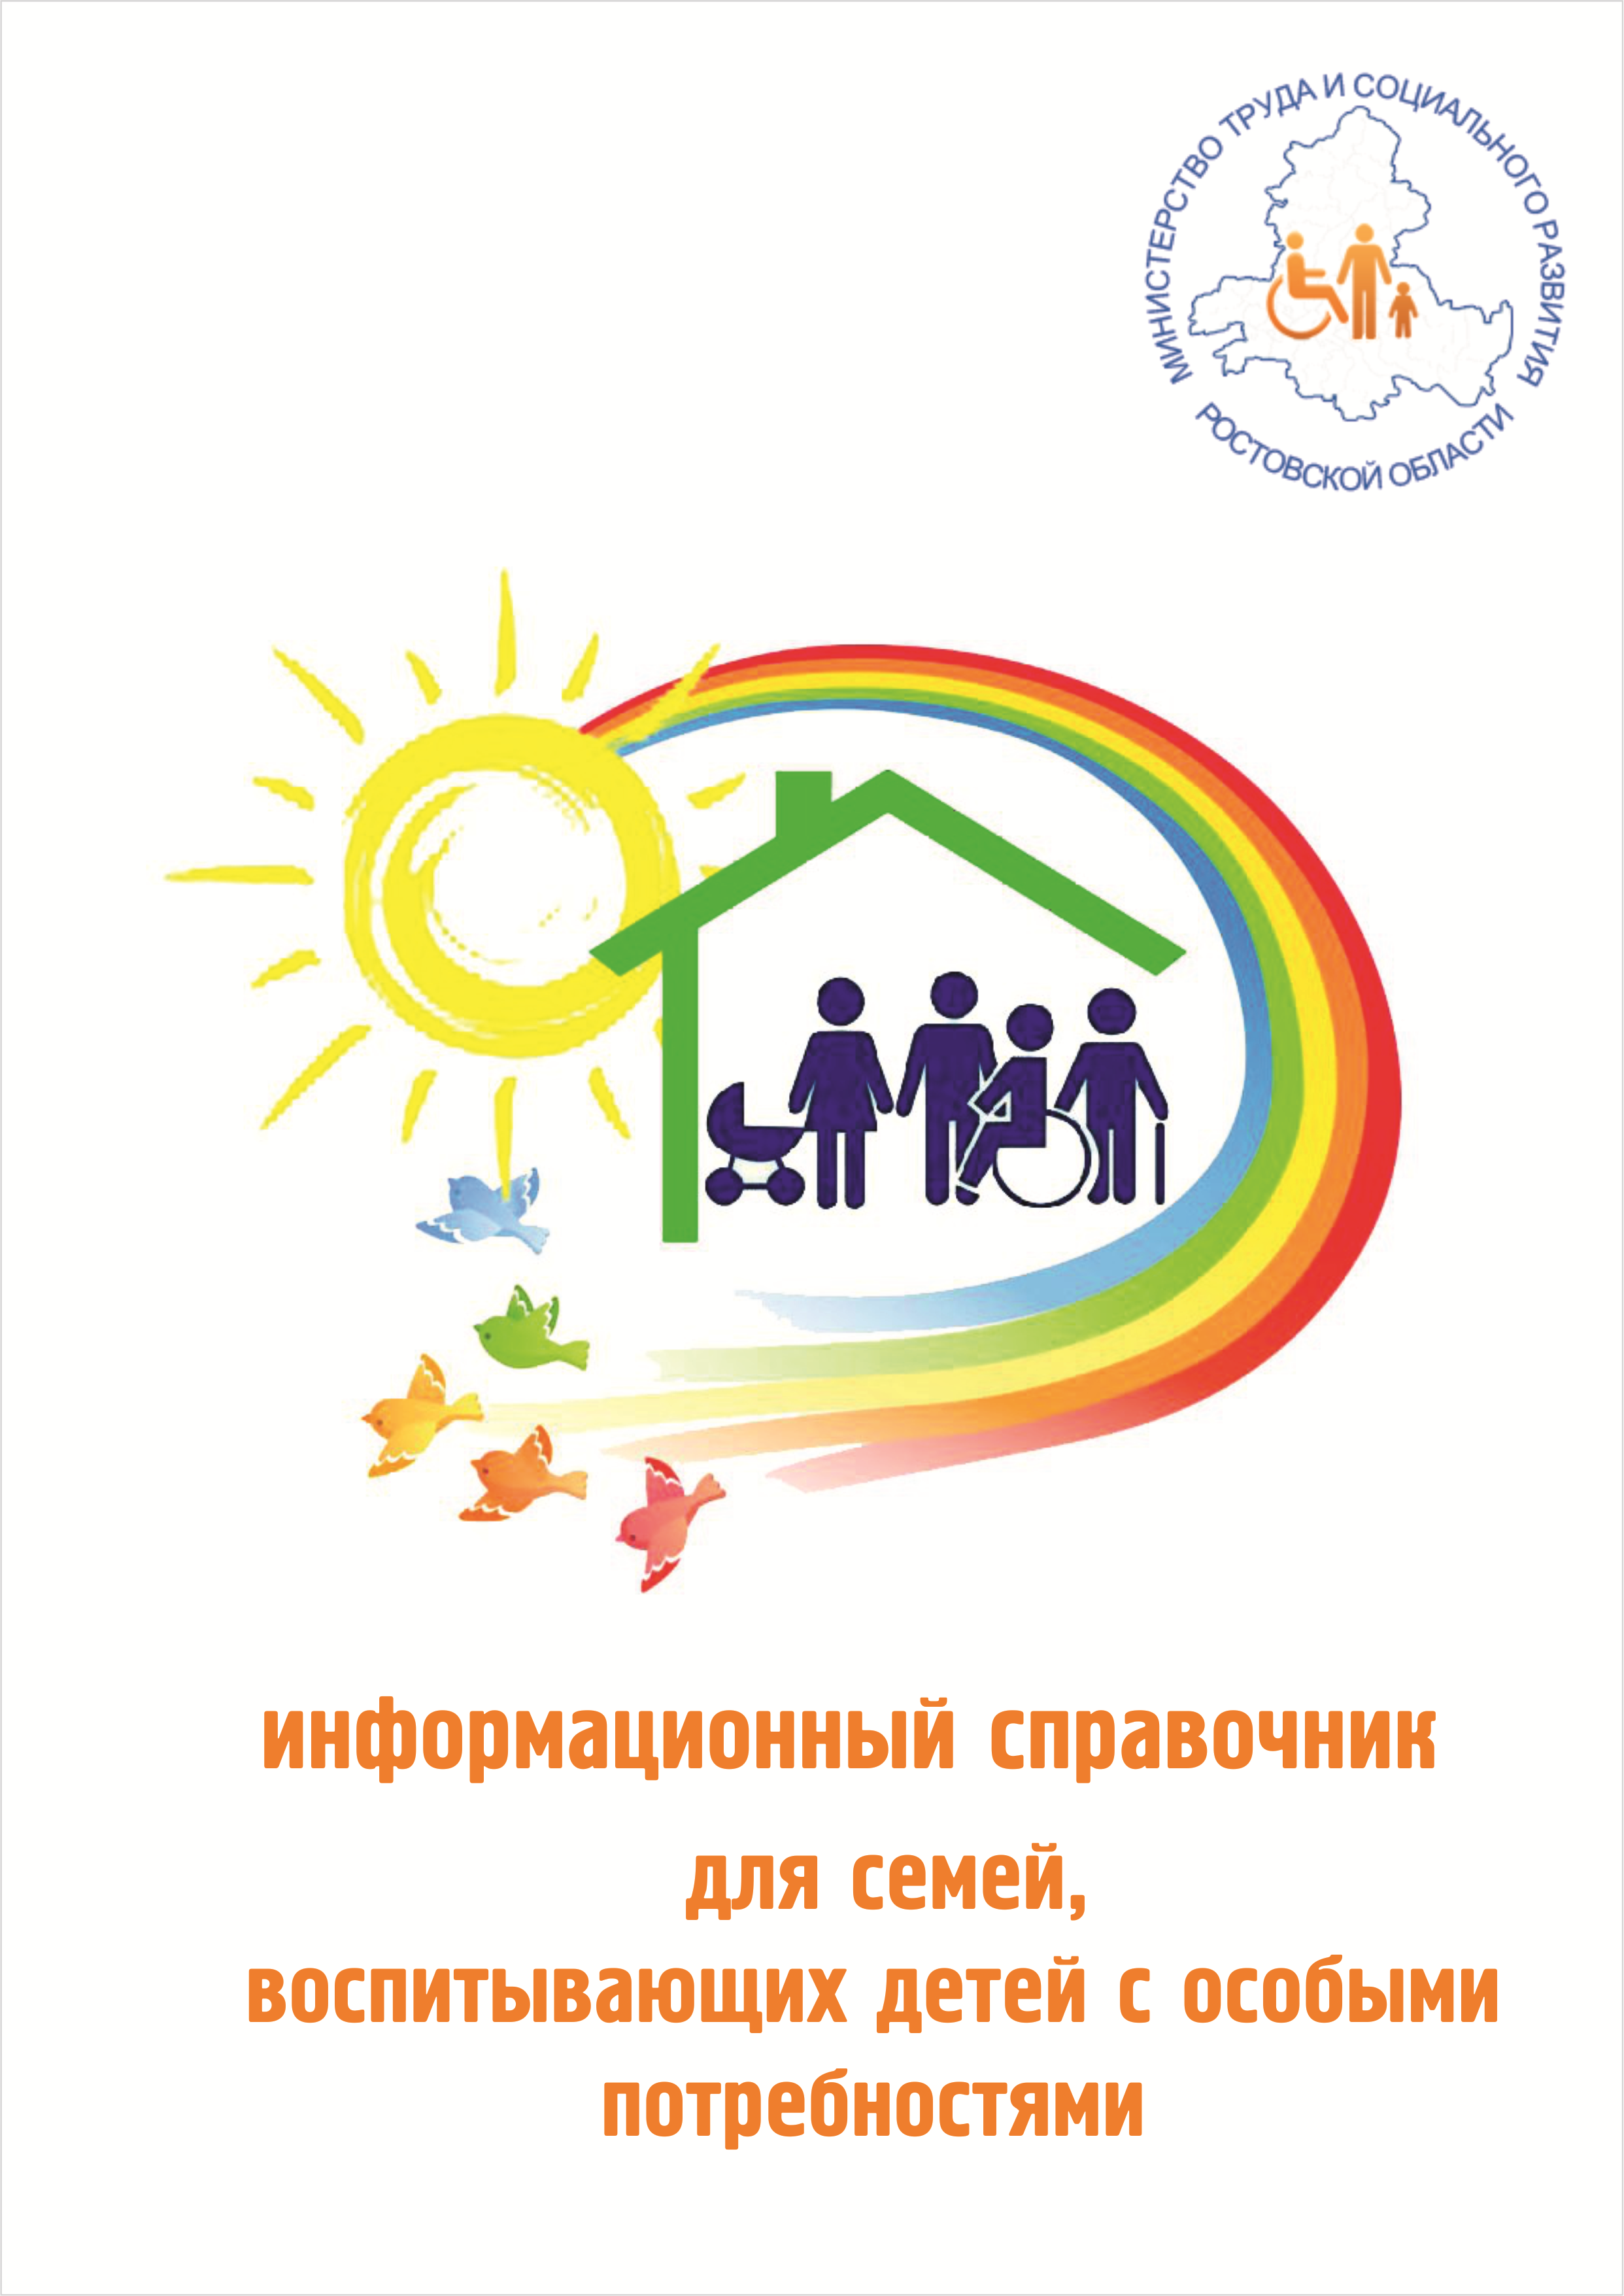 МИНИСТЕРСТВО ТРУДА И СОЦИАЛЬНОГО РАЗВИТИЯ
РОСТОВСКОЙ ОБЛАСТИ
информационный справочник
для семей,
воспитывающих детей с особыми
потребностями